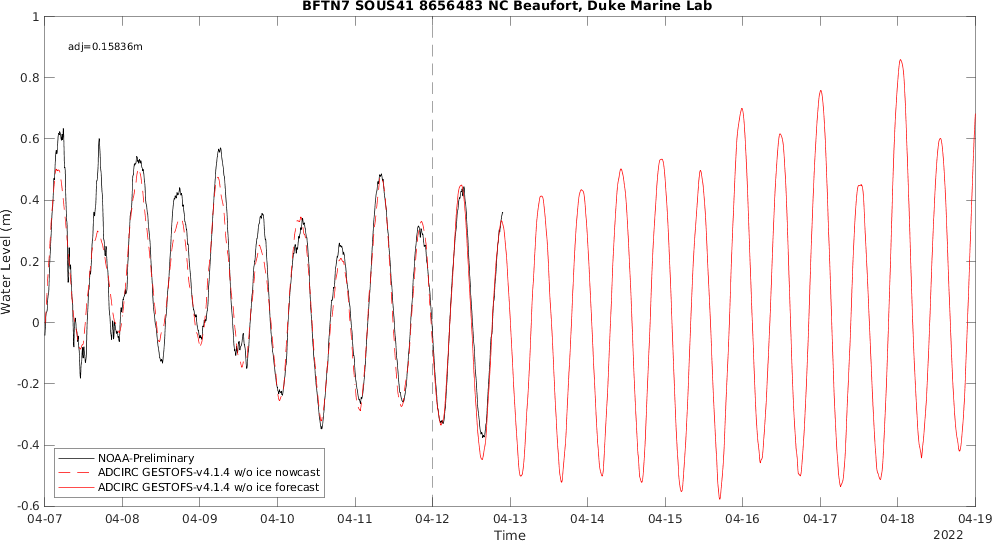 BFTN7 SOUS41 8656483 NC Beaufort, Duke Marine Lab
adj=0.15836m
1
0.8
0.6
0.4
0.2
0
-0.2
-0.4
-0.6
Water Level (m)
NOAA-Preliminary
ADCIRC GESTOFS-v4.1.4 w/o ice nowcast
ADCIRC GESTOFS-v4.1.4 w/o ice forecast
04-07 04-08 04-09 04-10 04-11 04-12 04-13 04-14 04-15 04-16 04-17 04-18 04-19
Time
2022